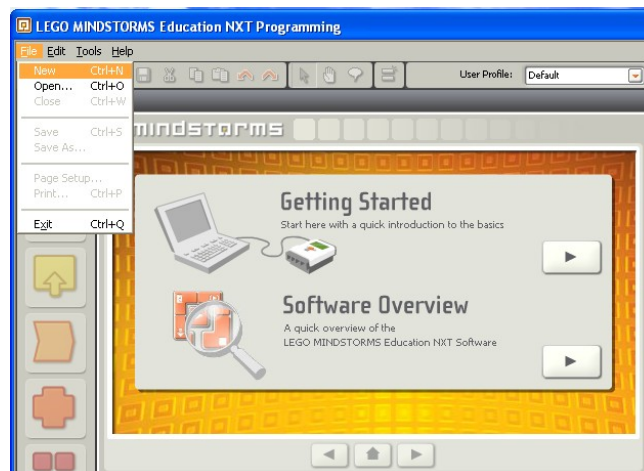 LEGO MINDSTORMS Education NXT Programming
File Edit Tools Help
New Ctrl+N
Open... Ctrl+O
Close Ctrl+W
Save Ctrl+S
Save As...
Page Setup...
Print... Ctrl+P
Exit Ctrl+Q
User Profile: Default
mindstorms
Getting Started
Start here with a quick introduction to the basics
Software Overview
A quick overview of the
LEGO MINDSTORMS Education NXT Software